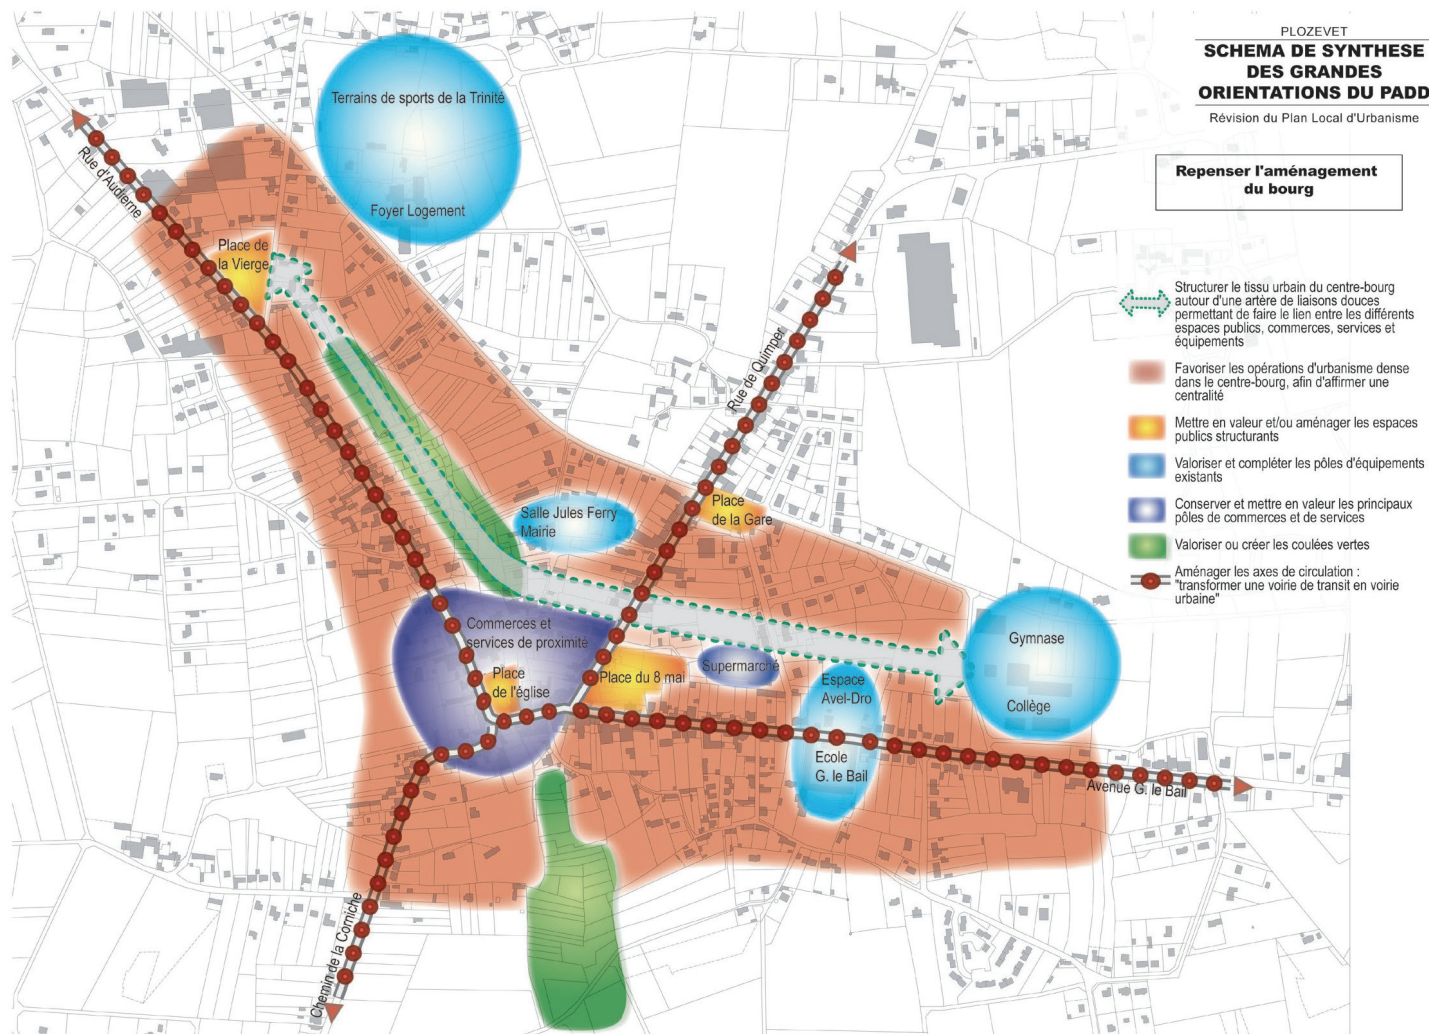 PLOZEVET
SCHEMA DE SYNTHESE
DES GRANDES
ORIENTATIONS DU PADD
Révision du Plan Local d'Urbanisme
Repenser l'aménagement
du bourg
Structurer le tissu urbain du centre-bourg
autour d'une artère de liaisons douces
permettant de faire le lien entre les différents
espaces publics, commerces, services et
équipements
Favoriser les opérations d'urbanisme dense
dans le centre-bourg, afin d'affirmer une
centralité
Mettre en valeur et/ou aménager les espaces
publics structurants
Valoriser et compléter les pôles d'équipements
existants
Conserver et mettre en valeur les principaux
pôles de commerces et de services
Valoriser ou créer les coulées vertes
Aménager les axes de circulation :
"transformer une voirie de transit en voirie
urbaine"
Terrains de sports de la Trinité
Foyer Logement
Rue d'Audierne
Place de
la Vierge
Rue de Quimper
Salle Jules Ferry
Mairie
Place
de la Gare
Commerces et
services de proximité
Place
de l'église
Place du 8 mai
Supermarché
Espace
Avel-Dro
Gymnase
Collège
Ecole
G. le Bail
Avenue G. le Bail
Chemin de la Corniche